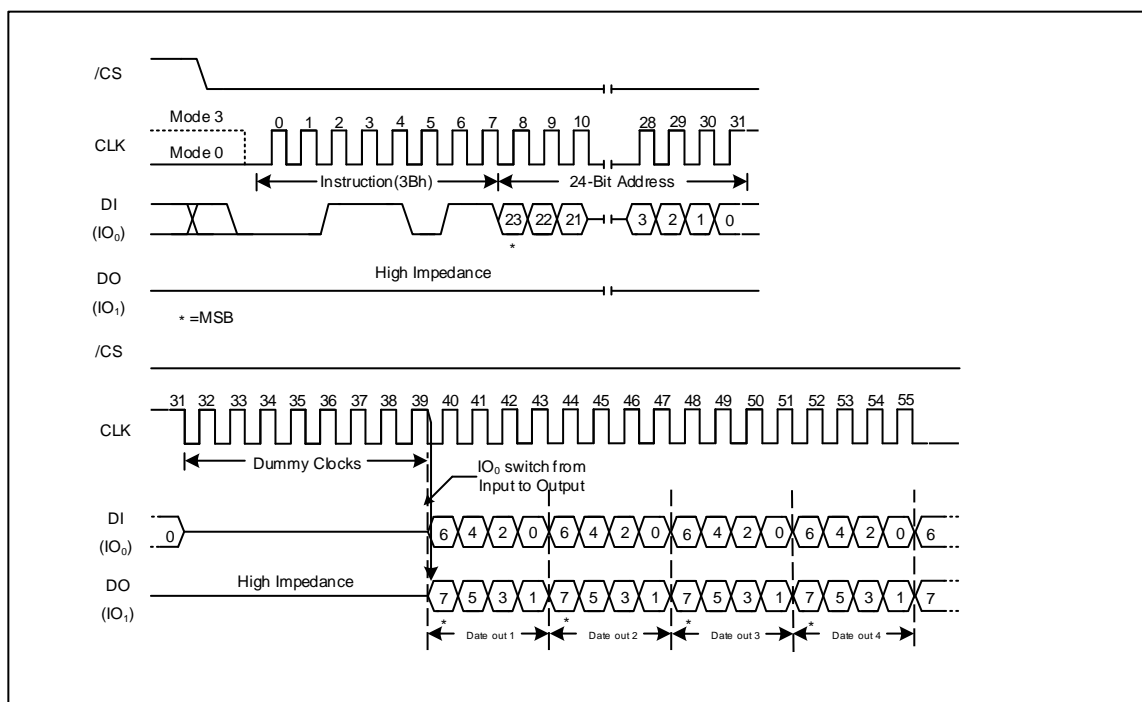 /CS
Mode 3
0 1 2 3 4 5 6 7 8 9 10 28 29 30 31
CLK
Mode 0
Instruction(3Bh) 24-Bit Address
DI
(IO0)
23 22 21 3 2 1 0
*
High Impedance
DO
(IO1)
* =MSB
/CS
31 32 33 34 35 36 37 38 39 40 41 42 43 44 45 46 47 48 49 50 51 52 53 54 55
CLK
Dummy Clocks
IO0 switch from
Input to Output
DI
(IO0)
0 6 4 2 0 6 4 2 0 6 4 2 0 6 4 2 0 6
DO
(IO1)
High Impedance
7 5 3 1 7 5 3 1 7 5 3 1 7 5 3 1 7
* * * *
Date out 1 Date out 2 Date out 3 Date out 4